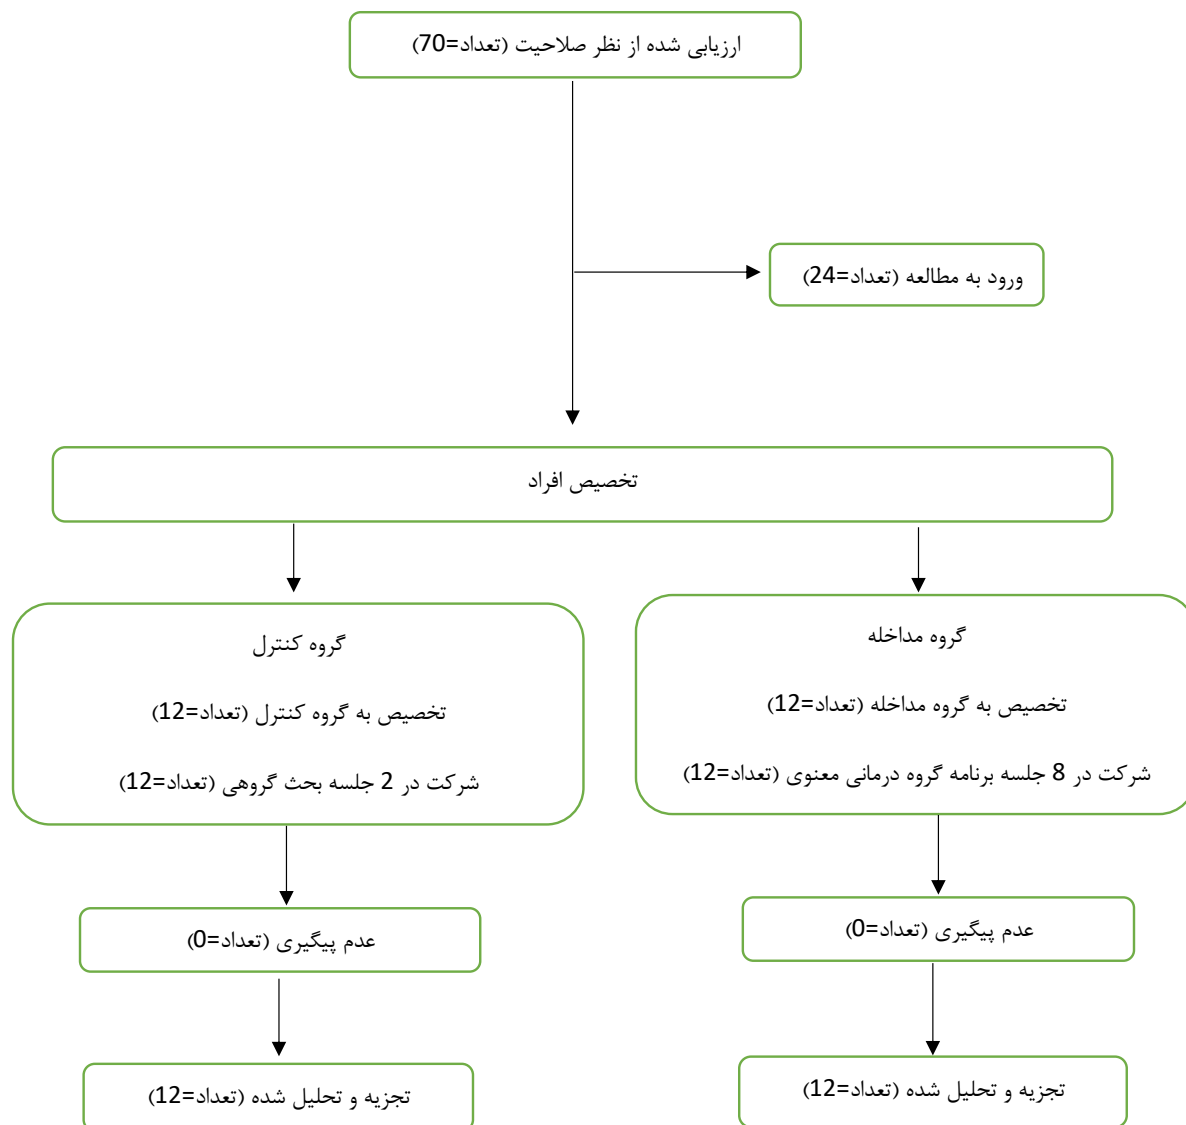 ارزیابی شده از نظر صلاحیت (تعداد=70)
ورود به مطالعه (تعداد=24)
تخصیص افراد
گروه مداخله
تخصیص به گروه مداخله (تعداد=12)
شرکت در 8 جلسه برنامه گروه درمانی معنوی (تعداد=12)
گروه کنترل
تخصیص به گروه کنترل (تعداد=12)
شرکت در 2 جلسه بحث گروهی (تعداد=12)
عدم پیگیری (تعداد=0)
عدم پیگیری (تعداد=0)
تجزیه و تحلیل شده (تعداد=12)
تجزیه و تحلیل شده (تعداد=12)